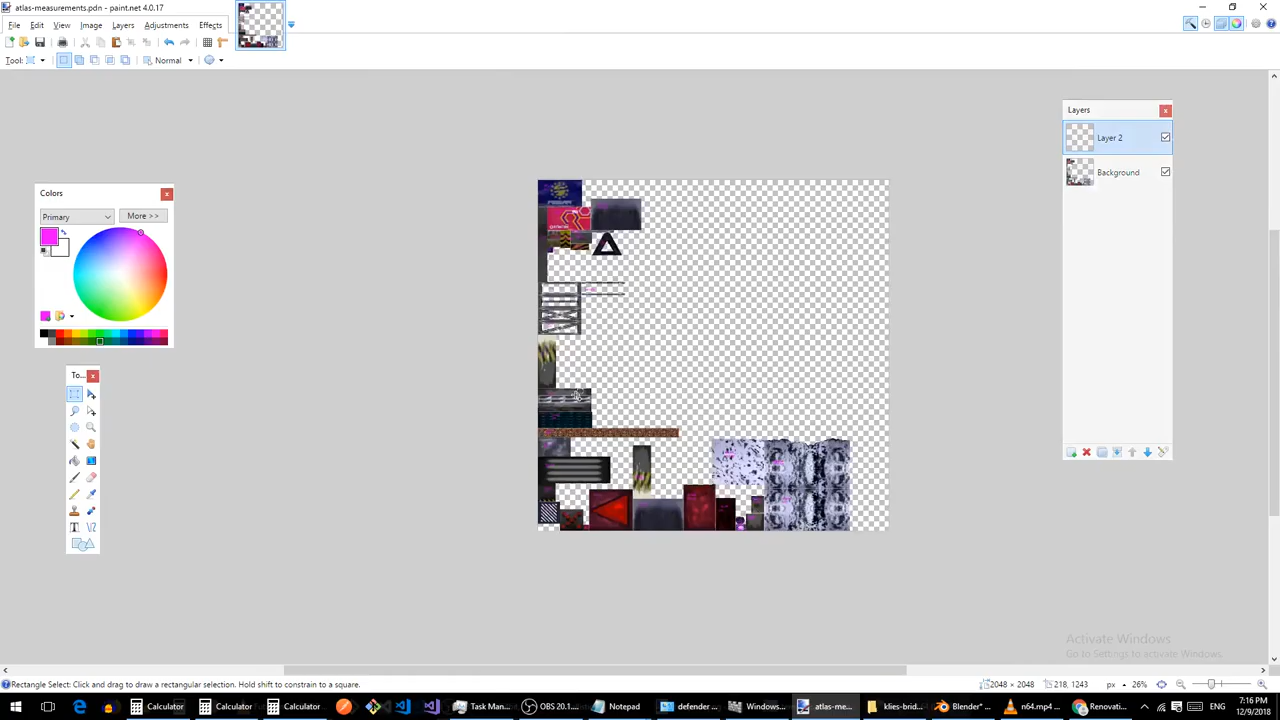 atlas-measurements.pdn - paint.net 4.0.17
File Edit View Image Layers Adjustments Effects
Tool: Normal
Layers
Layer 2
Background
Colors
Primary
More >>
To...
Activate Windows
Go to Settings to activate Windows.
Rectangle Select: Click and drag to draw a rectangular selection. Hold shift to constrain to a square.
2048 × 2048
218, 1243
px
26%
Calculator
Calculator
Calculator
Task Man...
OBS 20.1...
Notepad
defender ...
Windows...
atlas-me...
klies-brid...
Blender* ...
n64.mp4 ...
Renovati...
ENG
7:16 PM
12/9/2018